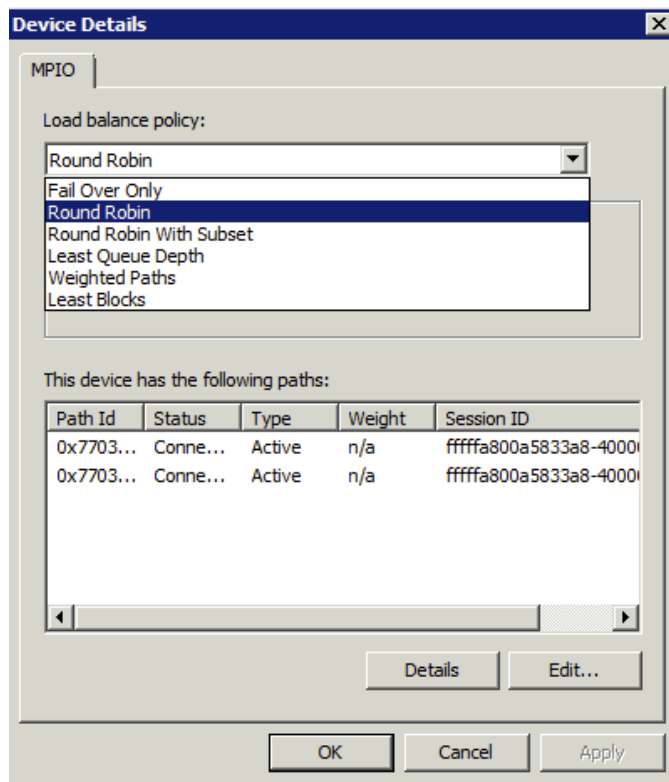 Device Details
MPIO
Load balance policy:
Round Robin
Fail Over Only
Round Robin
Round Robin With Subset
Least Queue Depth
Weighted Paths
Least Blocks
This device has the following paths:
Path Id Status Type Weight Session ID
0x7703... Conne... Active n/a fffffa800a5833a8-4000
0x7703... Conne... Active n/a fffffa800a5833a8-4000
Details Edit...
OK Cancel Apply